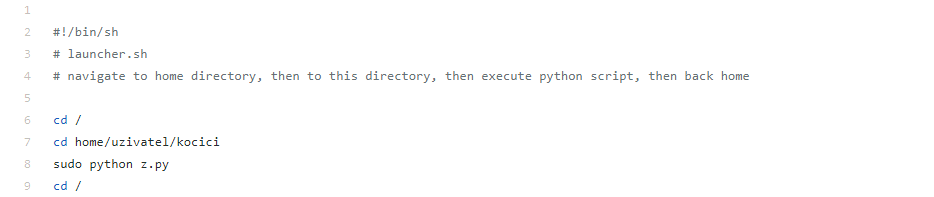 1
2 #!/bin/sh
3 # launcher.sh
4 # navigate to home directory, then to this directory, then execute python script, then back home
5
6 cd /
7 cd home/uzivatel/kocici
8 sudo python z.py
9 cd /